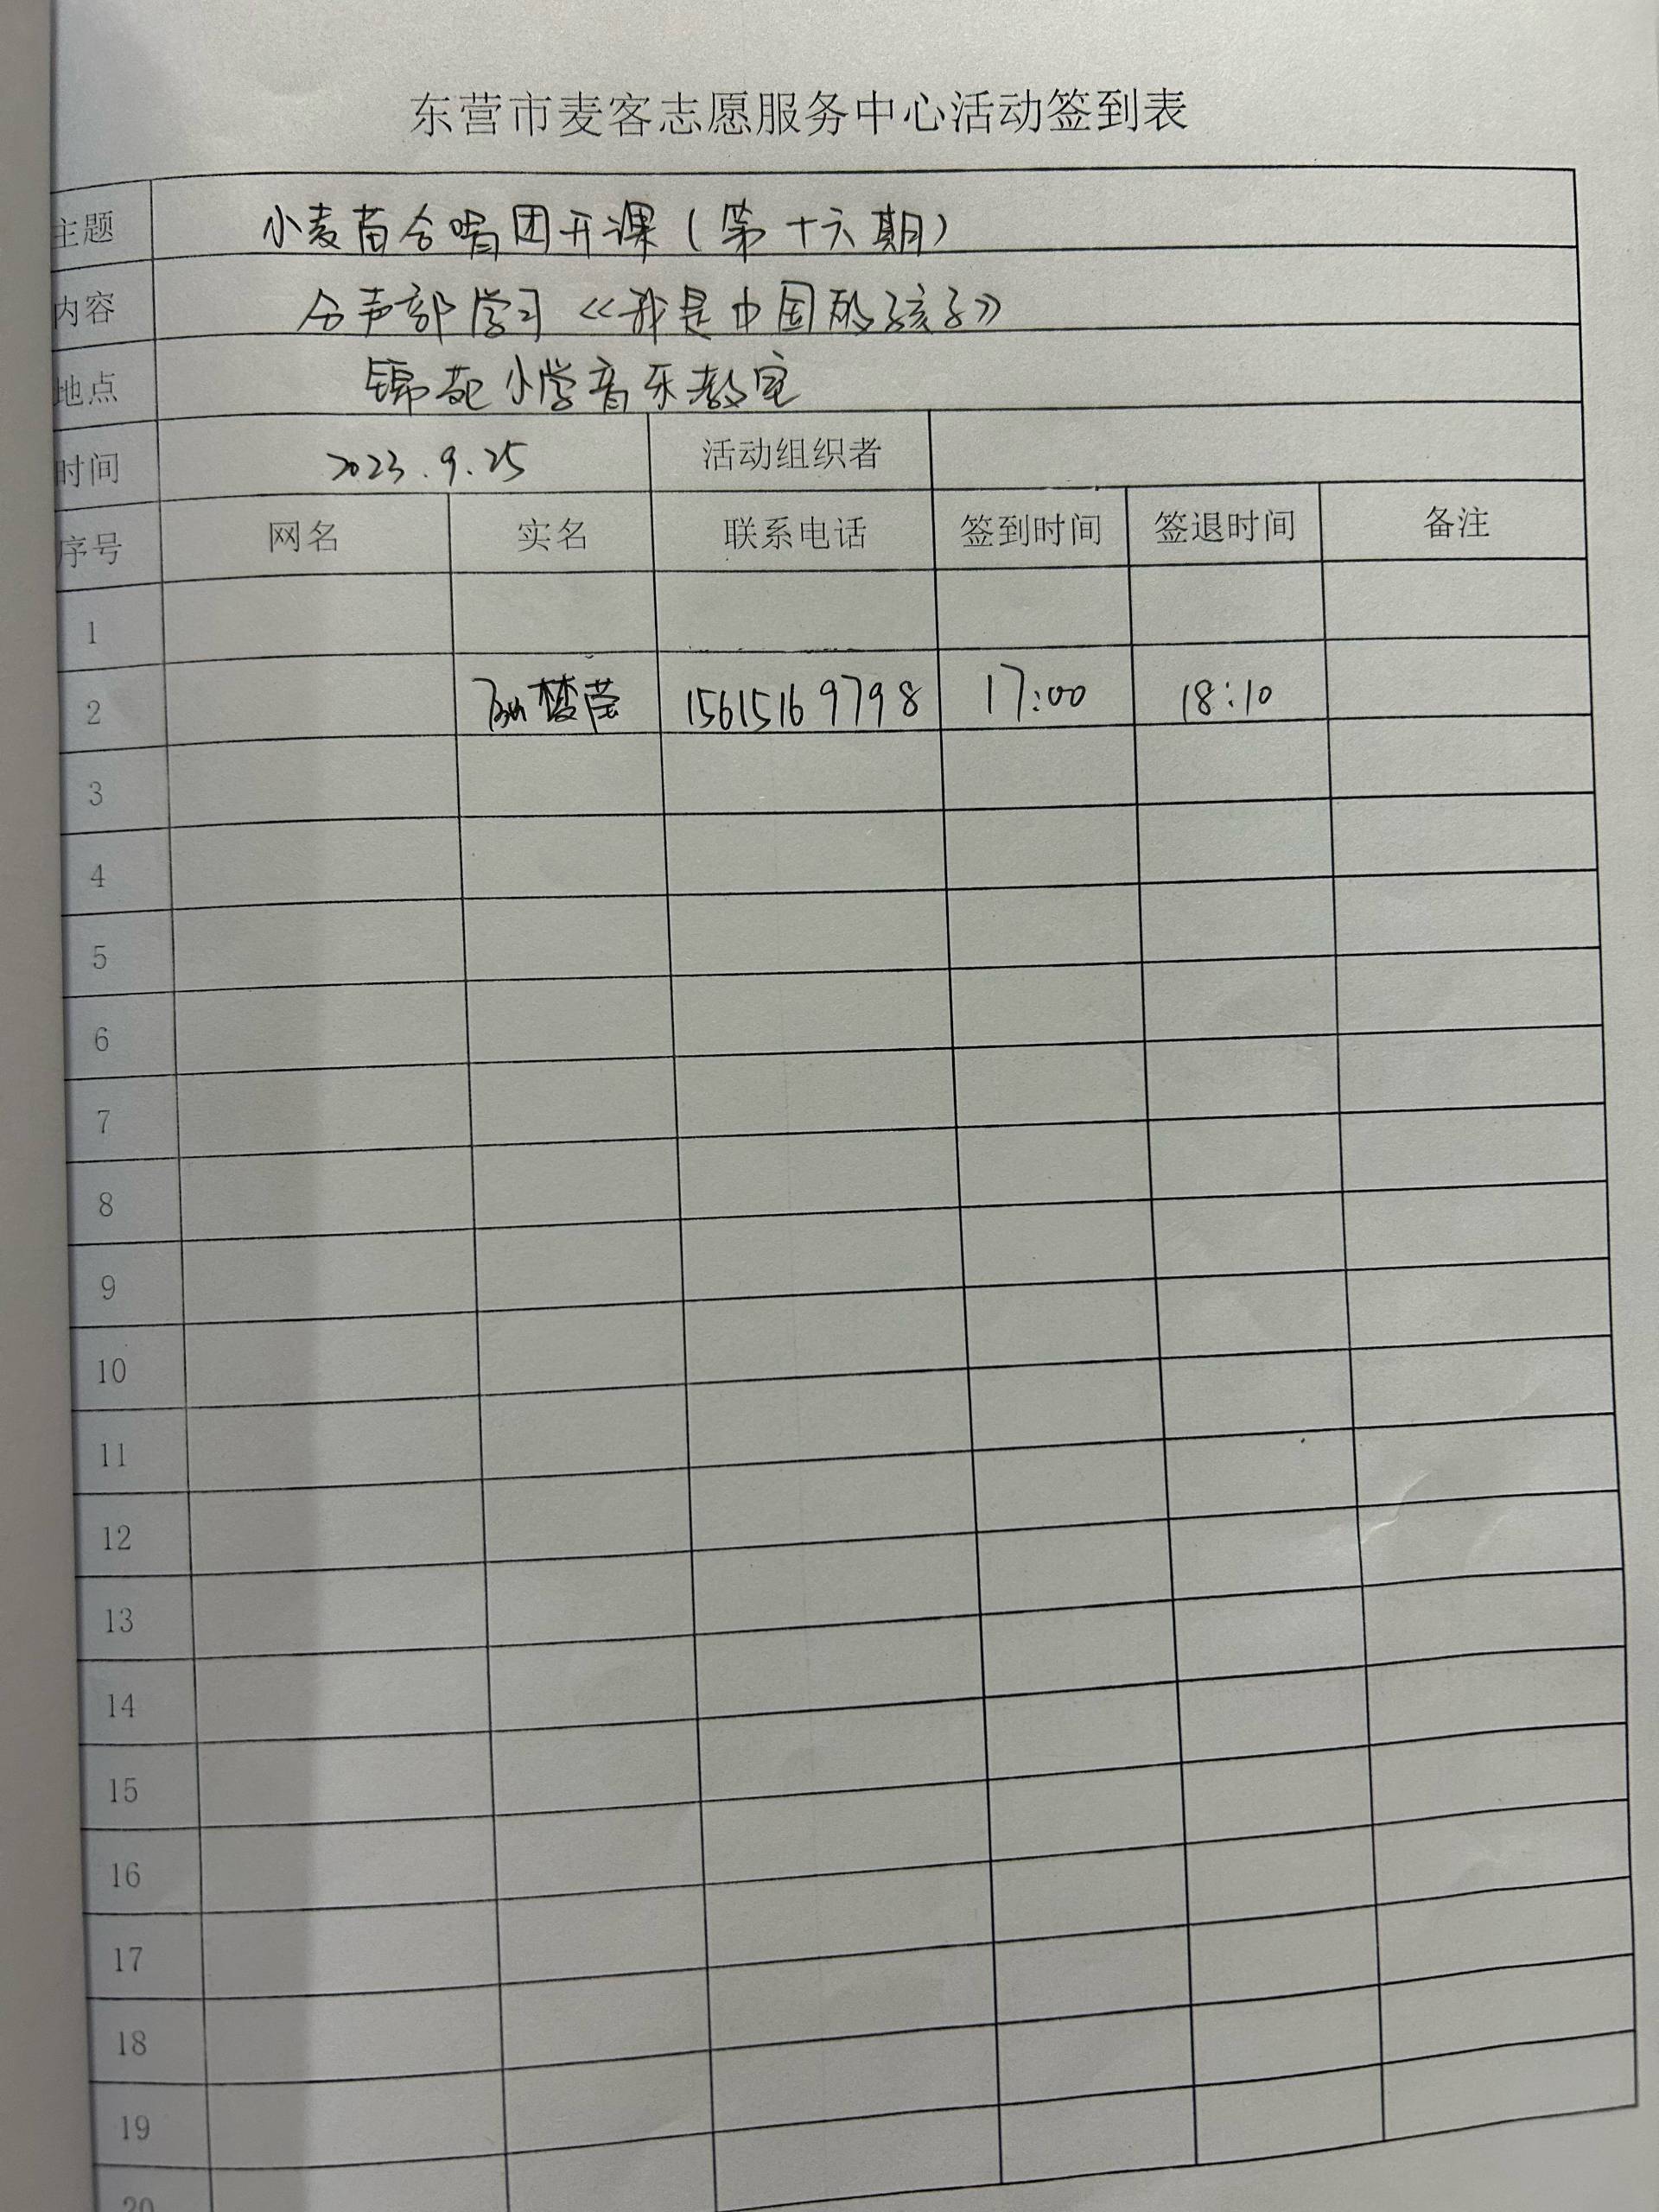 东营市麦客志愿服务中心活动签到表
主题 小麦苗合唱团开课(第十六期)
内容 分声部学习《我是中国的孩子》
地点 锦苑小学音乐教室
时间 2023.9.25 活动组织者
序号 网名 实名 联系电话 签到时间 签退时间 备注
1
2 梦莹 15615169798 17:00 18:10
3
4
5
6
7
8
9
10
11
12
13
14
15
16
17
18
19
20